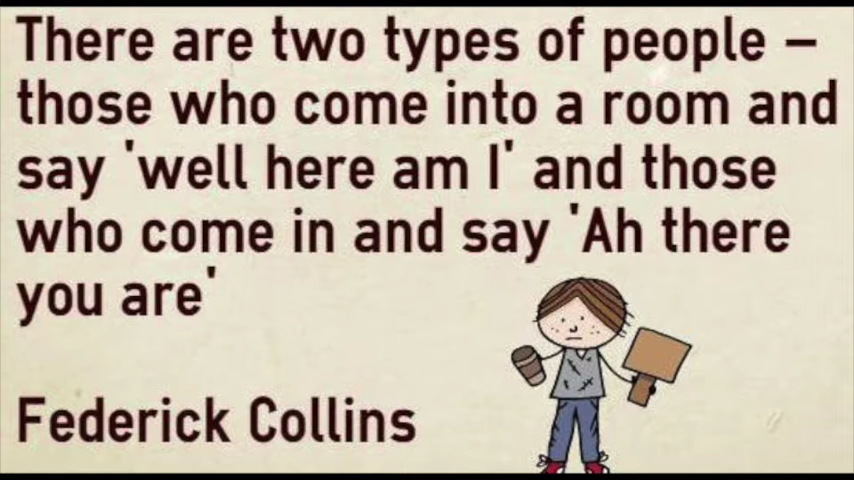 There are two types of people –
those who come into a room and
say 'well here am I' and those
who come in and say 'Ah there
you are'
Federick Collins